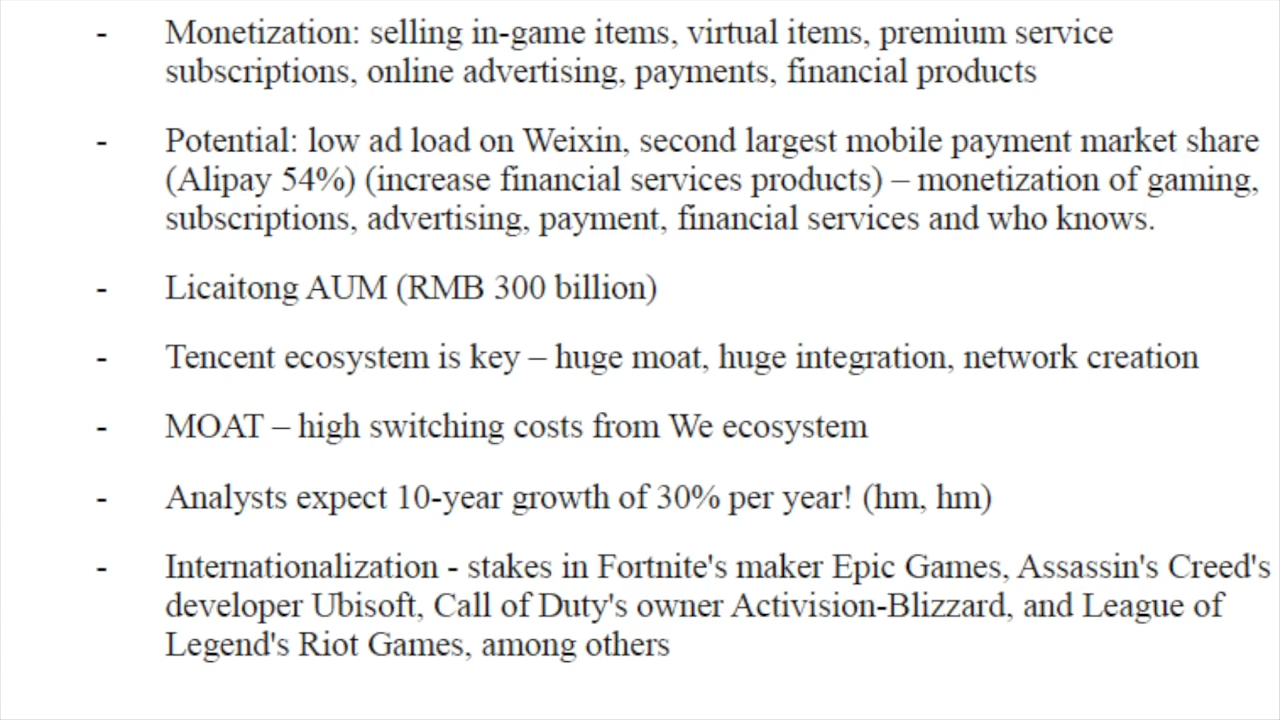 - Monetization: selling in-game items, virtual items, premium service
subscriptions, online advertising, payments, financial products
- Potential: low ad load on Weixin, second largest mobile payment market share
(Alipay 54%) (increase financial services products) – monetization of gaming,
subscriptions, advertising, payment, financial services and who knows.
- Licaitong AUM (RMB 300 billion)
- Tencent ecosystem is key – huge moat, huge integration, network creation
- MOAT – high switching costs from We ecosystem
- Analysts expect 10-year growth of 30% per year! (hm, hm)
- Internationalization - stakes in Fortnite's maker Epic Games, Assassin's Creed's
developer Ubisoft, Call of Duty's owner Activision-Blizzard, and League of
Legend's Riot Games, among others